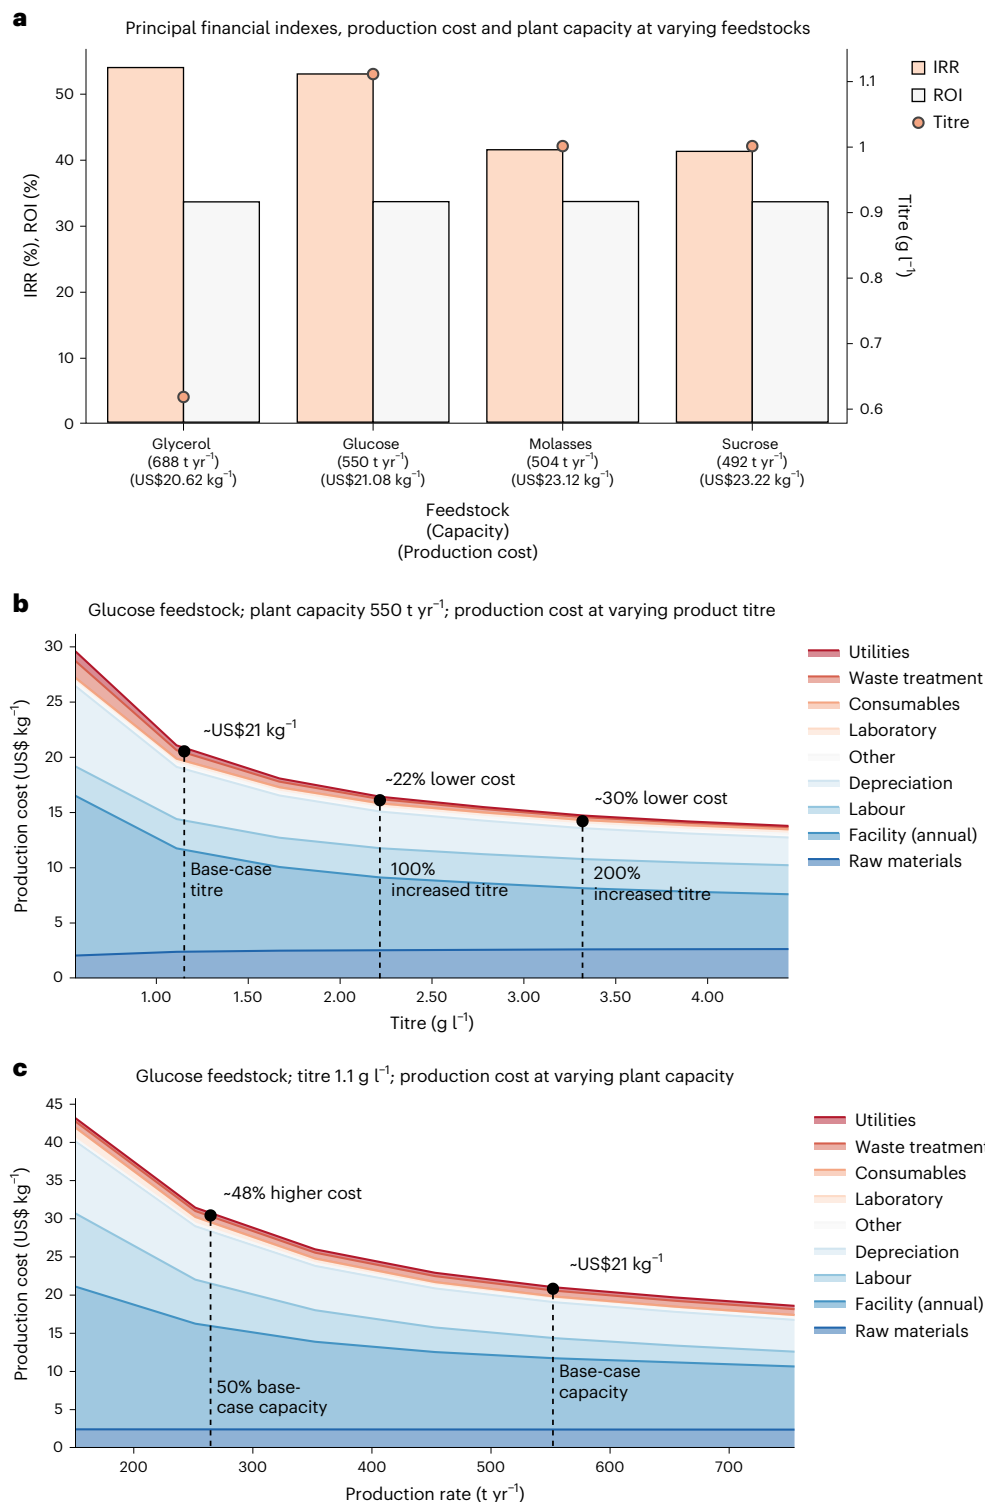 a
Principal financial indexes, production cost and plant capacity at varying feedstocks
IRR (%), ROI (%)
50
40
30
20
10
0
1.1
1
0.9
0.8
0.7
0.6
Titre (g l⁻¹)
IRR
ROI
Titre
Glycerol
(688 t yr⁻¹)
(US$20.62 kg⁻¹)
Glucose
(550 t yr⁻¹)
(US$21.08 kg⁻¹)
Molasses
(504 t yr⁻¹)
(US$23.12 kg⁻¹)
Sucrose
(492 t yr⁻¹)
(US$23.22 kg⁻¹)
Feedstock
(Capacity)
(Production cost)
b
Glucose feedstock; plant capacity 550 t yr⁻¹; production cost at varying product titre
Production cost (US$ kg⁻¹)
30
25
20
15
10
5
0
~US$21 kg⁻¹
~22% lower cost
~30% lower cost
Base-case
titre
100%
increased titre
200%
increased titre
1.00
1.50
2.00
2.50
3.00
3.50
4.00
Titre (g l⁻¹)
Utilities
Waste treatment
Consumables
Laboratory
Other
Depreciation
Labour
Facility (annual)
Raw materials
c
Glucose feedstock; titre 1.1 g l⁻¹; production cost at varying plant capacity
Production cost (US$ kg⁻¹)
45
40
35
30
25
20
15
10
5
0
~48% higher cost
~US$21 kg⁻¹
50% base-
case capacity
Base-case
capacity
200
300
400
500
600
700
Production rate (t yr⁻¹)
Utilities
Waste treatment
Consumables
Laboratory
Other
Depreciation
Labour
Facility (annual)
Raw materials